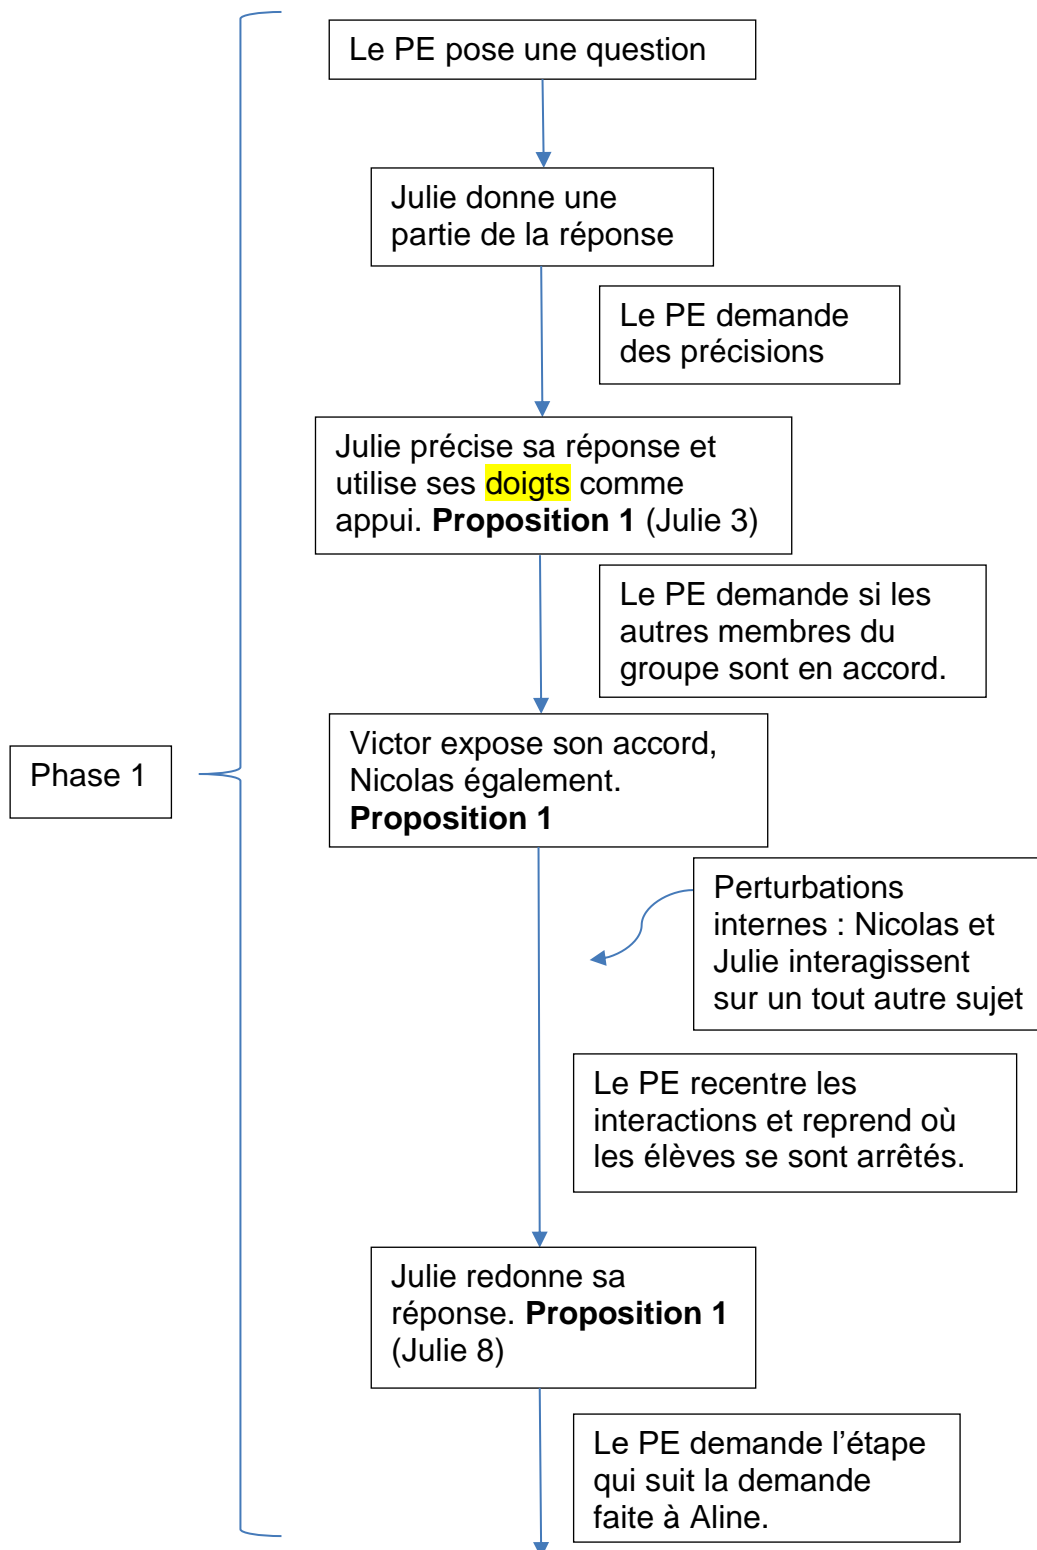 Le PE pose une question
Julie donne une
partie de la réponse
Le PE demande
des précisions
Julie précise sa réponse et
utilise ses doigts comme
appui. Proposition 1 (Julie 3)
Le PE demande si les
autres membres du
groupe sont en accord.
Phase 1
Victor expose son accord,
Nicolas également.
Proposition 1
Perturbations
internes : Nicolas et
Julie interagissent
sur un tout autre sujet
Le PE recentre les
interactions et reprend où
les élèves se sont arrêtés.
Julie redonne sa
réponse. Proposition 1
(Julie 8)
Le PE demande l’étape
qui suit la demande
faite à Aline.